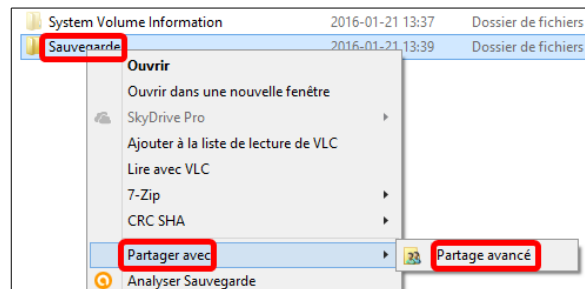 System Volume Information 2016-01-21 13:37 Dossier de fichiers
Sauvegarde 2016-01-21 13:39 Dossier de fichiers
Ouvrir
Ouvrir dans une nouvelle fenêtre
SkyDrive Pro
Ajouter à la liste de lecture de VLC
Lire avec VLC
7-Zip
CRC SHA
Partager avec Partage avancé
Analyser Sauvegarde